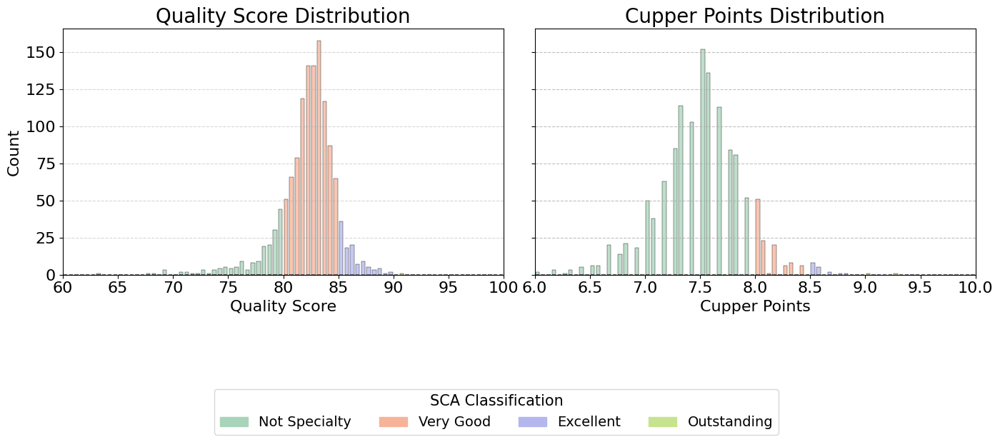 Quality Score Distribution
Cupper Points Distribution
Count
150
125
100
75
50
25
0
60 65 70 75 80 85 90 95 100
6.0 6.5 7.0 7.5 8.0 8.5 9.0 9.5 10.0
Quality Score
Cupper Points
SCA Classification
Not Specialty Very Good Excellent Outstanding